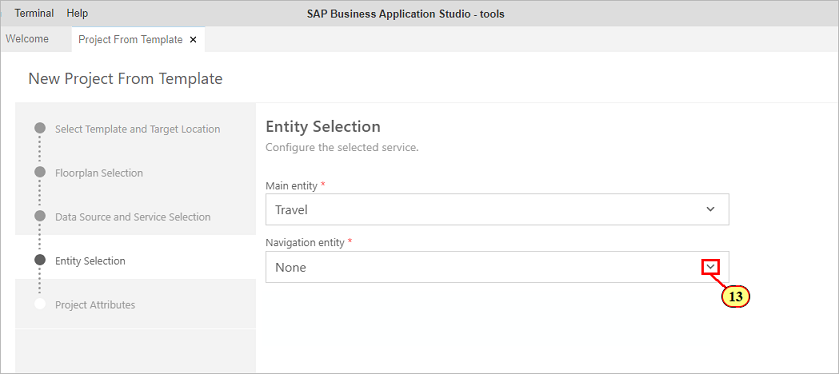 Terminal Help SAP Business Application Studio - tools
Welcome Project From Template ×
New Project From Template
Select Template and Target Location
Floorplan Selection
Data Source and Service Selection
Entity Selection
Project Attributes
Entity Selection
Configure the selected service.
Main entity *
Travel
Navigation entity *
None
13